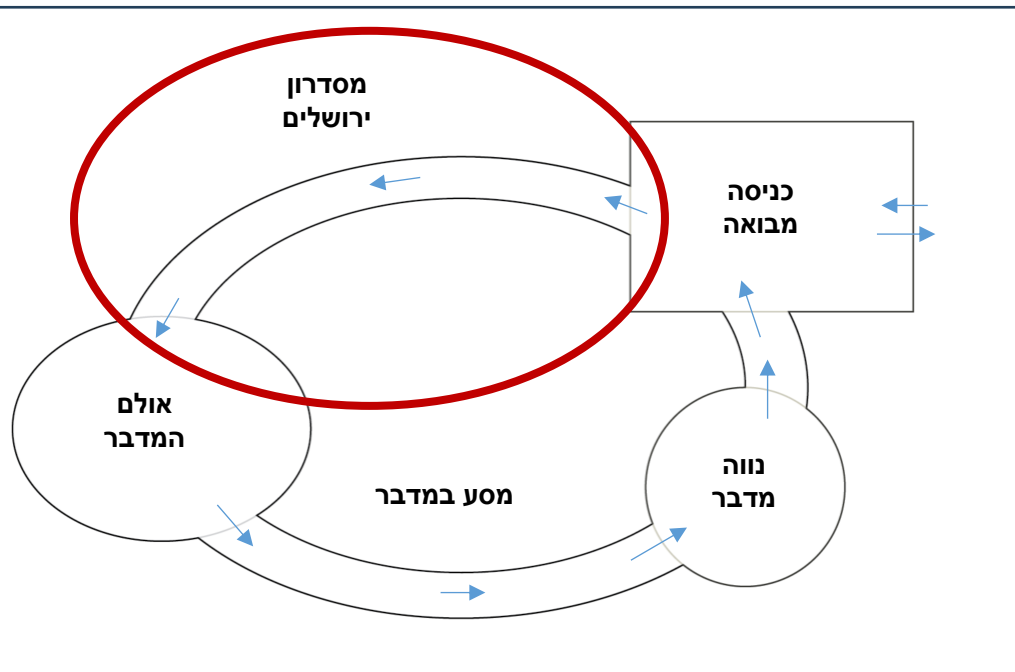 מסדרון
ירושלים
כניסה
מבואה
אולם
המדבר
מסע במדבר
נווה
מדבר